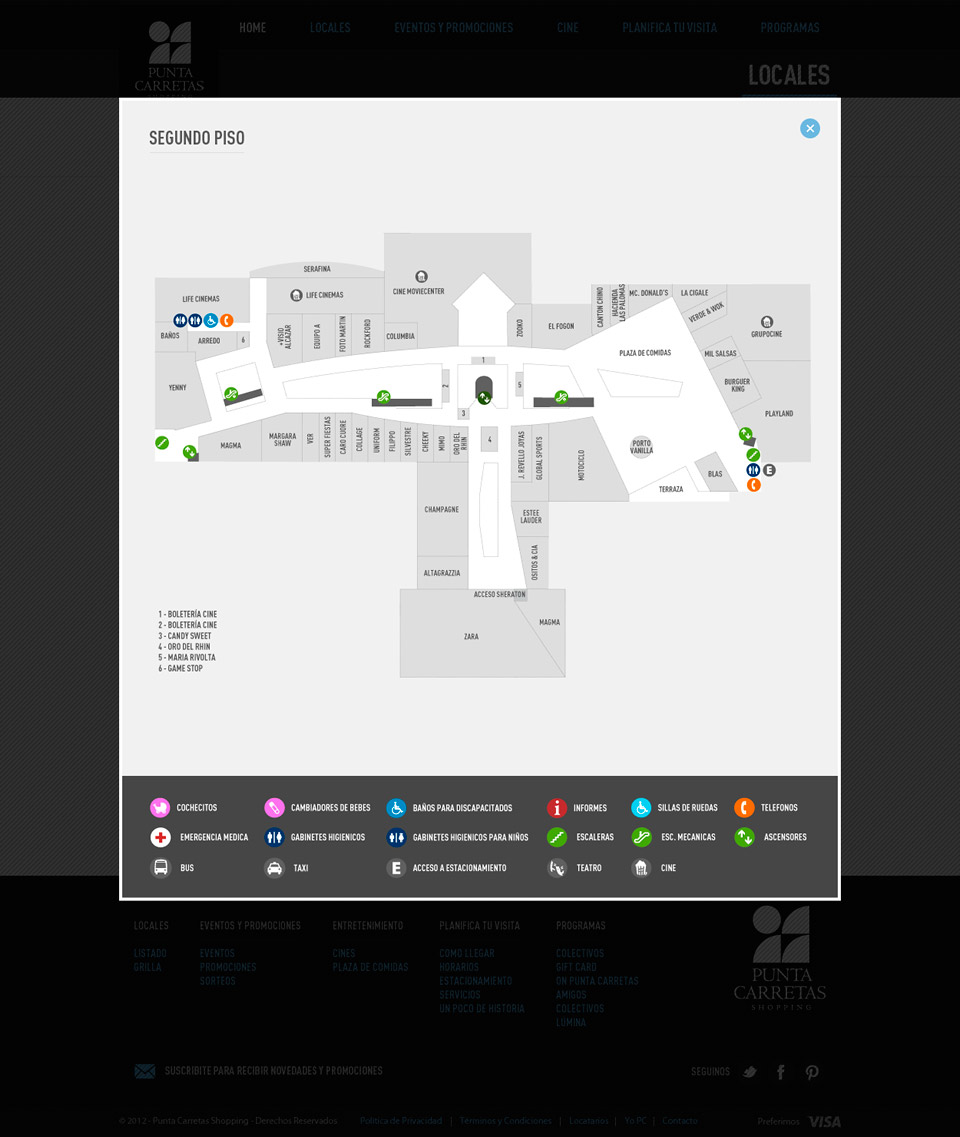 HOME LOCALES EVENTOS Y PROMOCIONES CINE PLANIFICA TU VISITA PROGRAMAS
PUNTA
CARRETAS
LOCALES
SEGUNDO PISO
SERAFINA
LIFE CINEMAS
LIFE CINEMAS
CINE MOVIECENTER
BAÑOS
ARREDO
6
+VISIO
ALCAZAR
EQUIPO A
FOTO MARTIN
ROCKFORD
COLUMBIA
ZOOKO
EL FOGON
CANTON CHINO
HACIENDA
LAS PALOMAS
MC. DONALD'S
LA CIGALE
VERDE & WOK
GRUPOCINE
PLAZA DE COMIDAS
MIL SALSAS
BURGUER
KING
PLAYLAND
YENNY
1
2
3
4
5
MAGMA
MARGARA
SHAW
VER
SUPER FIESTAS
CARO CUORE
COLLAGE
UNIFORM
FILIPPO
SILVESTRE
CHEEKY
MIMO
ORO DEL
RHIN
J. REVELLO JOYAS
GLOBAL SPORTS
MOTOCICLO
PORTO
VANILLA
BLAS
TERRAZA
CHAMPAGNE
ESTEE
LAUDER
OSITOS & CIA
ALTAGRAZZIA
ACCESO SHERATON
ZARA
MAGMA
E
1 - BOLETERÍA CINE
2 - BOLETERÍA CINE
3 - CANDY SWEET
4 - ORO DEL RHIN
5 - MARIA RIVOLTA
6 - GAME STOP
COCHECITOS CAMBIADORES DE BEBES BAÑOS PARA DISCAPACITADOS INFORMES SILLAS DE RUEDAS TELEFONOS
EMERGENCIA MEDICA GABINETES HIGIENICOS GABINETES HIGIENICOS PARA NIÑOS ESCALERAS ESC. MECANICAS ASCENSORES
BUS TAXI E ACCESO A ESTACIONAMIENTO TEATRO CINE
LOCALES EVENTOS Y PROMOCIONES ENTRETENIMIENTO PLANIFICA TU VISITA PROGRAMAS
LISTADO EVENTOS CINES COMO LLEGAR COLECTIVOS
GRILLA PROMOCIONES PLAZA DE COMIDAS HORARIOS GIFT CARD
SORTEOS ESTACIONAMIENTO ON PUNTA CARRETAS
SERVICIOS AMIGOS
UN POCO DE HISTORIA COLECTIVOS
LUMINA
PUNTA
CARRETAS
SHOPPING
SUSCRIBITE PARA RECIBIR NOVEDADES Y PROMOCIONES
SEGUINOS
© 2012 - Punta Carretas Shopping - Derechos Reservados Politica de Privacidad | Terminos y Condiciones | Locatarios | Yo PC | Contacto
Preferimos VISA